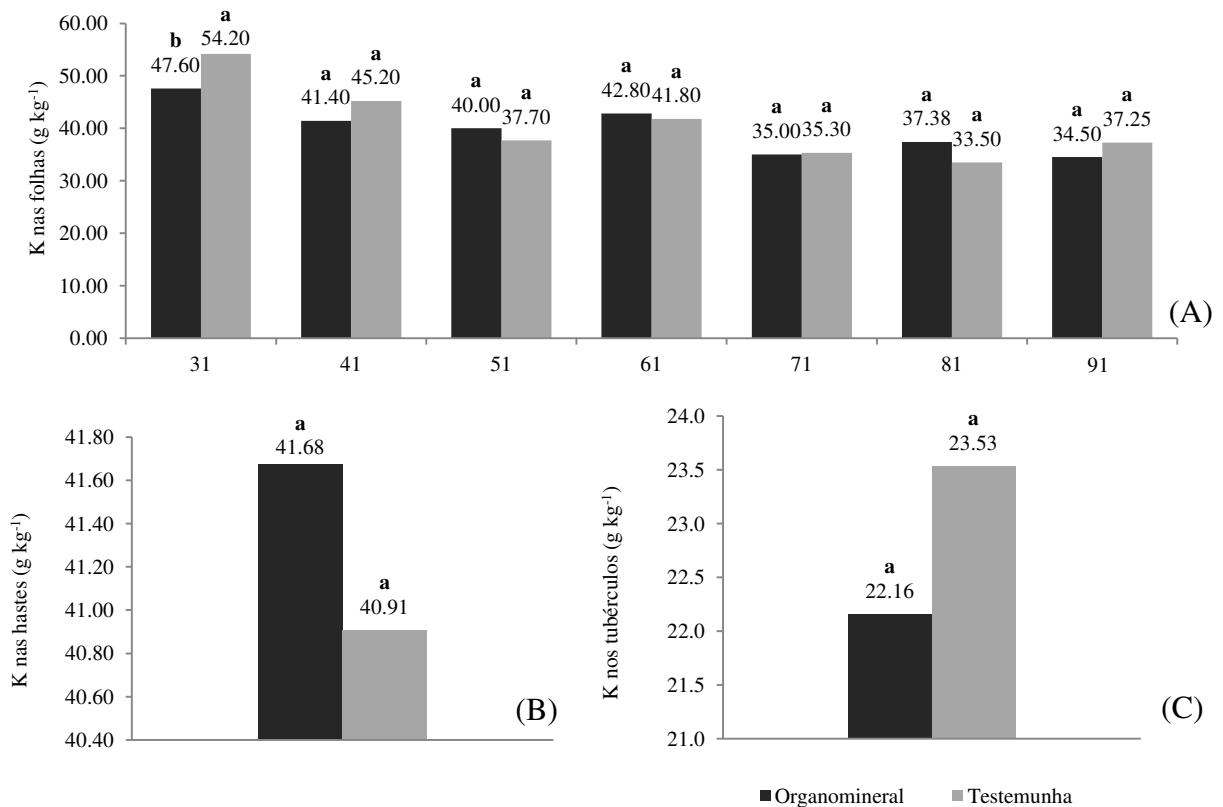 60.00
50.00
40.00
30.00
20.00
10.00
0.00
K nas folhas (g kg⁻¹)
b a
47.60 54.20
a a
41.40 45.20
a a
40.00 37.70
a a
42.80 41.80
a a
35.00 35.30
a a
37.38 33.50
a a
34.50 37.25
31 41 51 61 71 81 91
(A)
41.80
41.60
41.40
41.20
41.00
40.80
40.60
40.40
K nas hastes (g kg⁻¹)
a
41.68
a
40.91
(B)
24.0
23.5
23.0
22.5
22.0
21.5
21.0
K nos tubérculos (g kg⁻¹)
a
22.16
a
23.53
(C)
Organomineral Testemunha